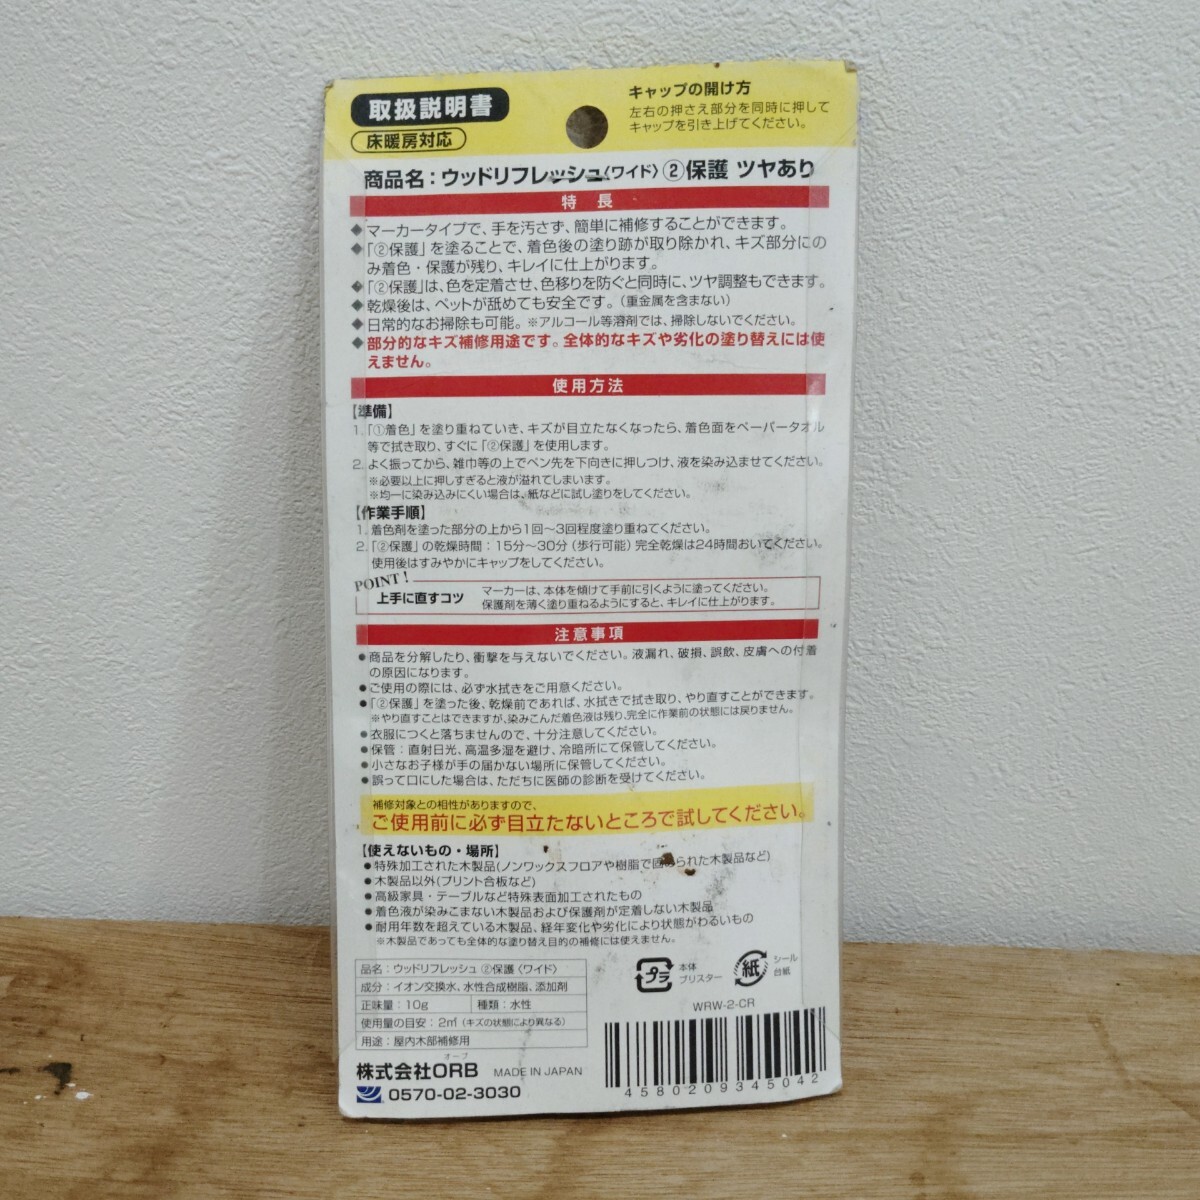 取扱説明書
床暖房対応
キャップの開け方
左右の押さえ部分を同時に押して
キャップを引き上げてください。
商品名：ウッドリフレッシュ〈ワイド〉②保護 ツヤあり
特 長
◆マーカータイプで、手を汚さず、簡単に補修することができます。
◆「②保護」を塗ることで、着色後の塗り跡が取り除かれ、キズ部分にの
み着色・保護が残り、キレイに仕上がります。
◆「②保護」は、色を定着させ、色移りを防ぐと同時に、ツヤ調整もできます。
◆乾燥後は、ペットが舐めても安全です。（重金属を含まない）
◆日常的なお掃除も可能。※アルコール等溶剤では、掃除しないでください。
◆部分的なキズ補修用途です。全体的なキズや劣化の塗り替えには使
えません。
使用方法
【準備】
1.「①着色」を塗り重ねていき、キズが目立たなくなったら、着色面をペーパータオル
等で拭き取り、すぐに「②保護」を使用します。
2. よく振ってから、雑巾等の上でペン先を下向きに押しつけ、液を染み込ませてください。
※必要以上に押しすぎると液が溢れてしまいます。
※均一に染み込みにくい場合は、紙などに試し塗りをしてください。
【作業手順】
1. 着色剤を塗った部分の上から1回～3回程度塗り重ねてください。
2.「②保護」の乾燥時間：15分～30分（歩行可能）完全乾燥は24時間おいてください。
使用後はすみやかにキャップをしてください。
POINT!
上手に直すコツ
マーカーは、本体を傾けて手前に引くように塗ってください。
保護剤を薄く塗り重ねるようにすると、キレイに仕上がります。
注意事項
●商品を分解したり、衝撃を与えないでください。液漏れ、破損、誤飲、皮膚への付着
の原因になります。
●ご使用の際には、必ず水拭きをご用意ください。
●「②保護」を塗った後、乾燥前であれば、水拭きで拭き取り、やり直すことができます。
※やり直すことはできますが、染みこんだ着色液は残り、完全に作業前の状態には戻りません。
●衣服につくと落ちませんので、十分注意してください。
●保管：直射日光、高温多湿を避け、冷暗所にて保管してください。
●小さなお子様が手の届かない場所に保管してください。
●誤って口にした場合は、ただちに医師の診断を受けてください。
補修対象との相性がありますので、
ご使用前に必ず目立たないところで試してください。
【使えないもの・場所】
●特殊加工された木製品(ノンワックスフロアや樹脂で固められた木製品など)
●木製品以外(プリント合板など)
●高級家具・テーブルなど特殊表面加工されたもの
●着色液が染みこまない木製品および保護剤が定着しない木製品
●耐用年数を超えている木製品、経年変化や劣化により状態がわるいもの
※木製品であっても全体的な塗り替え目的の補修には使えません。
品名：ウッドリフレッシュ ②保護〈ワイド〉
成分：イオン交換水、水性合成樹脂、添加剤
正味量：10g 種類：水性
使用量の目安：2㎡（キズの状態により異なる）
用途：屋内木部補修用
プラ
本体
ブリスター
紙
シール
台紙
WRW-2-CR
オーブ
株式会社ORB MADE IN JAPAN
0570-02-3030
4580209345042